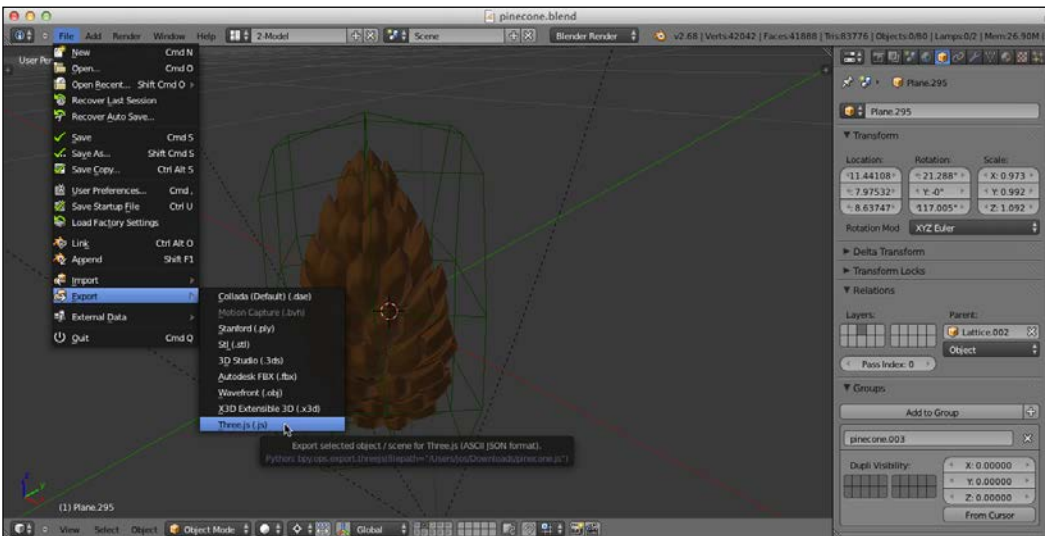 pinecone.blend
File Add Render Window Help 2-Model Scene Blender Render v2.68 | Verts:42042 | Faces:41888 | Tris:83776 | Objects:0/80 | Lamps:0/2 | Mem:26.90M
User Per
New Cmd N
Open... Cmd O
Open Recent... Shift Cmd O
Recover Last Session
Recover Auto Save...
Save Cmd S
Save As... Shift Cmd S
Save Copy... Ctrl Alt S
User Preferences... Cmd ,
Save Startup File Ctrl U
Load Factory Settings
Link Ctrl Alt O
Append Shift F1
Import
Export
External Data
Quit Cmd Q
Collada (Default) (.dae)
Motion Capture (.bvh)
Stanford (.ply)
Stl (.stl)
3D Studio (.3ds)
Autodesk FBX (.fbx)
Wavefront (.obj)
X3D Extensible 3D (.x3d)
Three.js (.js)
Export selected object / scene for Three.js (ASCII JSON format).
Python: bpy.ops.export.threejs(filepath="/Users/jos/Downloads/pinecone.js")
(1) Plane.295
View Select Object Object Mode Global
Plane.295
Plane.295
Transform
Location: Rotation: Scale:
11.44108 21.288° X: 0.973
7.97532 Y: -0° Y: 0.992
8.63747 117.005° Z: 1.092
Rotation Mod XYZ Euler
Delta Transform
Transform Locks
Relations
Layers: Parent:
Lattice.002
Object
Pass Index: 0
Groups
Add to Group
pinecone.003
Dupli Visibility: X: 0.00000
Y: 0.00000
Z: 0.00000
From Cursor